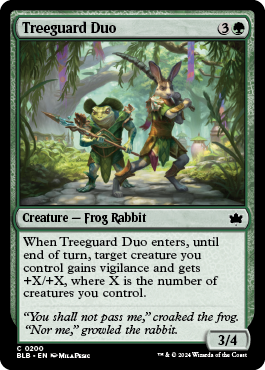 Treeguard Duo 3
Creature — Frog Rabbit
When Treeguard Duo enters, until
end of turn, target creature you
control gains vigilance and gets
+X/+X, where X is the number of
creatures you control.
“You shall not pass,” croaked the frog.
“Nor me,” growled the rabbit.
3/4
C 0200
BLB • EN MILA PESIC
™ & © 2024 Wizards of the Coast